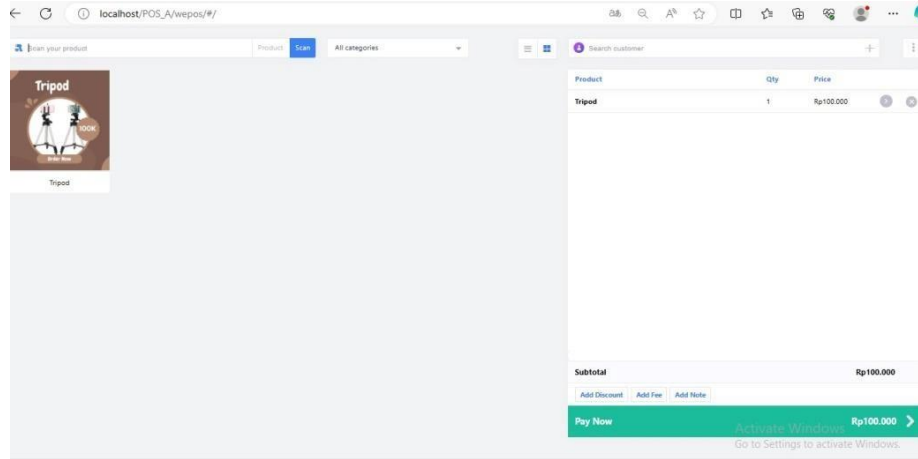 localhost/POS_A/wepos/#/
Scan your product
Product
Scan
All categories
Search customer
Tripod
100K
Order Now
Tripod
Product Qty Price
Tripod 1 Rp100.000
Subtotal Rp100.000
Add Discount Add Fee Add Note
Pay Now Rp100.000
Activate Windows
Go to Settings to activate Windows.